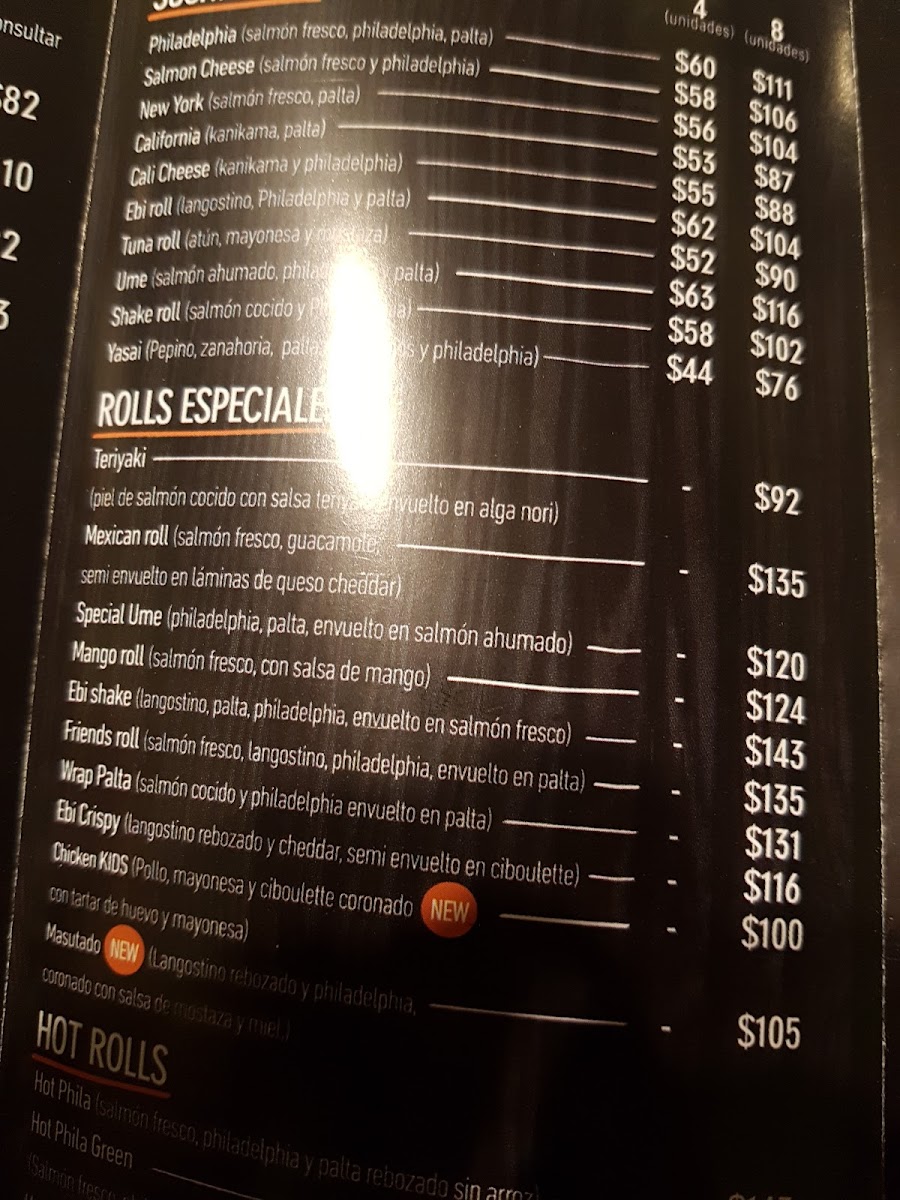 onsultar
4 8
(unidades) (unidades)
Philadelphia (salmón fresco, philadelphia, palta) $60 $111
Salmon Cheese (salmón fresco y philadelphia) $58 $106
New York (salmón fresco, palta) $56 $104
California (kanikama, palta) $53 $87
Cali Cheese (kanikama y philadelphia) $55 $88
Ebi roll (langostino, Philadelphia y palta) $62 $104
Tuna roll (atún, mayonesa y mostaza) $52 $90
Ume (salmón ahumado, palta) $63 $116
Shake roll (salmón cocido y $58 $102
Yasai (Pepino, zanahoria, y philadelphia) $44 $76
ROLLS ESPECIALE
Teriyaki - $92
(piel de salmón cocido con salsa envuelto en alga nori)
Mexican roll (salmón fresco, guacamole, - $135
semi envuelto en láminas de queso cheddar)
Special Ume (philadelphia, palta, envuelto en salmón ahumado) - $120
Mango roll (salmón fresco, con salsa de mango) - $124
Ebi shake (langostino, palta, philadelphia, envuelto en salmón fresco) - $143
Friends roll (salmón fresco, langostino, philadelphia, envuelto en palta) - $135
Wrap Palta (salmón cocido y philadelphia envuelto en palta) - $131
Ebi Crispy (langostino rebozado y cheddar, semi envuelto en ciboulette) - $116
Chicken KIDS (Pollo, mayonesa y ciboulette coronado NEW - $100
con tartar de huevo y mayonesa)
Masutado NEW (Langostino rebozado y philadelphia, - $105
coronado con salsa de mostaza y miel.)
HOT ROLLS
Hot Phila (salmón fresco, philadelphia y palta rebozado sin arroz)
Hot Phila Green
(Salmón fresco,
82
10
2
3